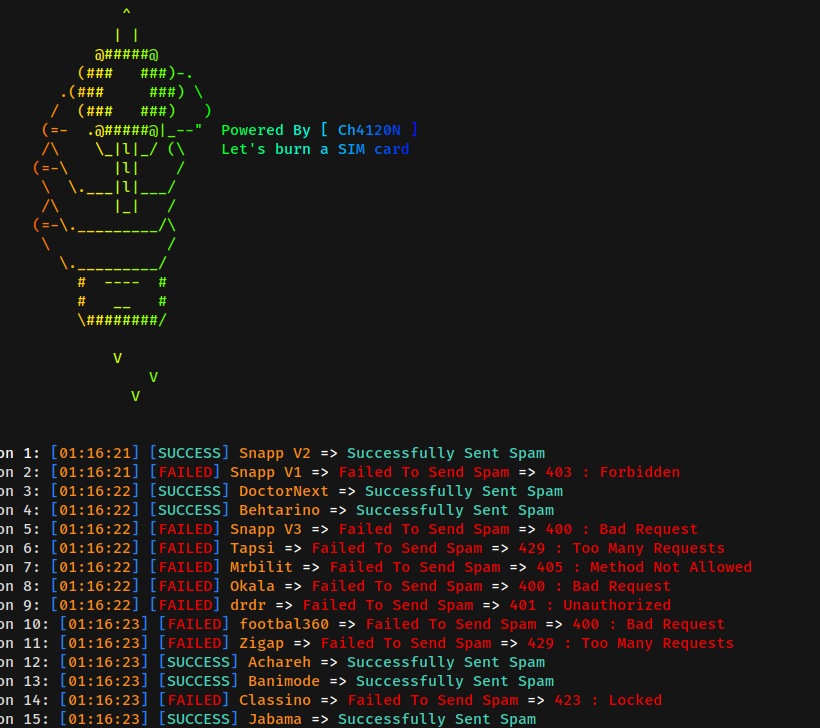 Powered By [ Ch4120N ]
Let's burn a SIM card
on 1: [01:16:21] [SUCCESS] Snapp V2 => Successfully Sent Spam
on 2: [01:16:21] [FAILED] Snapp V1 => Failed To Send Spam => 403 : Forbidden
on 3: [01:16:22] [SUCCESS] DoctorNext => Successfully Sent Spam
on 4: [01:16:22] [SUCCESS] Behtarino => Successfully Sent Spam
on 5: [01:16:22] [FAILED] Snapp V3 => Failed To Send Spam => 400 : Bad Request
on 6: [01:16:22] [FAILED] Tapsi => Failed To Send Spam => 429 : Too Many Requests
on 7: [01:16:22] [FAILED] Mrbilit => Failed To Send Spam => 405 : Method Not Allowed
on 8: [01:16:22] [FAILED] Okala => Failed To Send Spam => 400 : Bad Request
on 9: [01:16:22] [FAILED] drdr => Failed To Send Spam => 401 : Unauthorized
on 10: [01:16:23] [FAILED] footbal360 => Failed To Send Spam => 400 : Bad Request
on 11: [01:16:23] [FAILED] Zigap => Failed To Send Spam => 429 : Too Many Requests
on 12: [01:16:23] [SUCCESS] Achareh => Successfully Sent Spam
on 13: [01:16:23] [SUCCESS] Banimode => Successfully Sent Spam
on 14: [01:16:23] [FAILED] Classino => Failed To Send Spam => 423 : Locked
on 15: [01:16:23] [SUCCESS] Jabama => Successfully Sent Spam